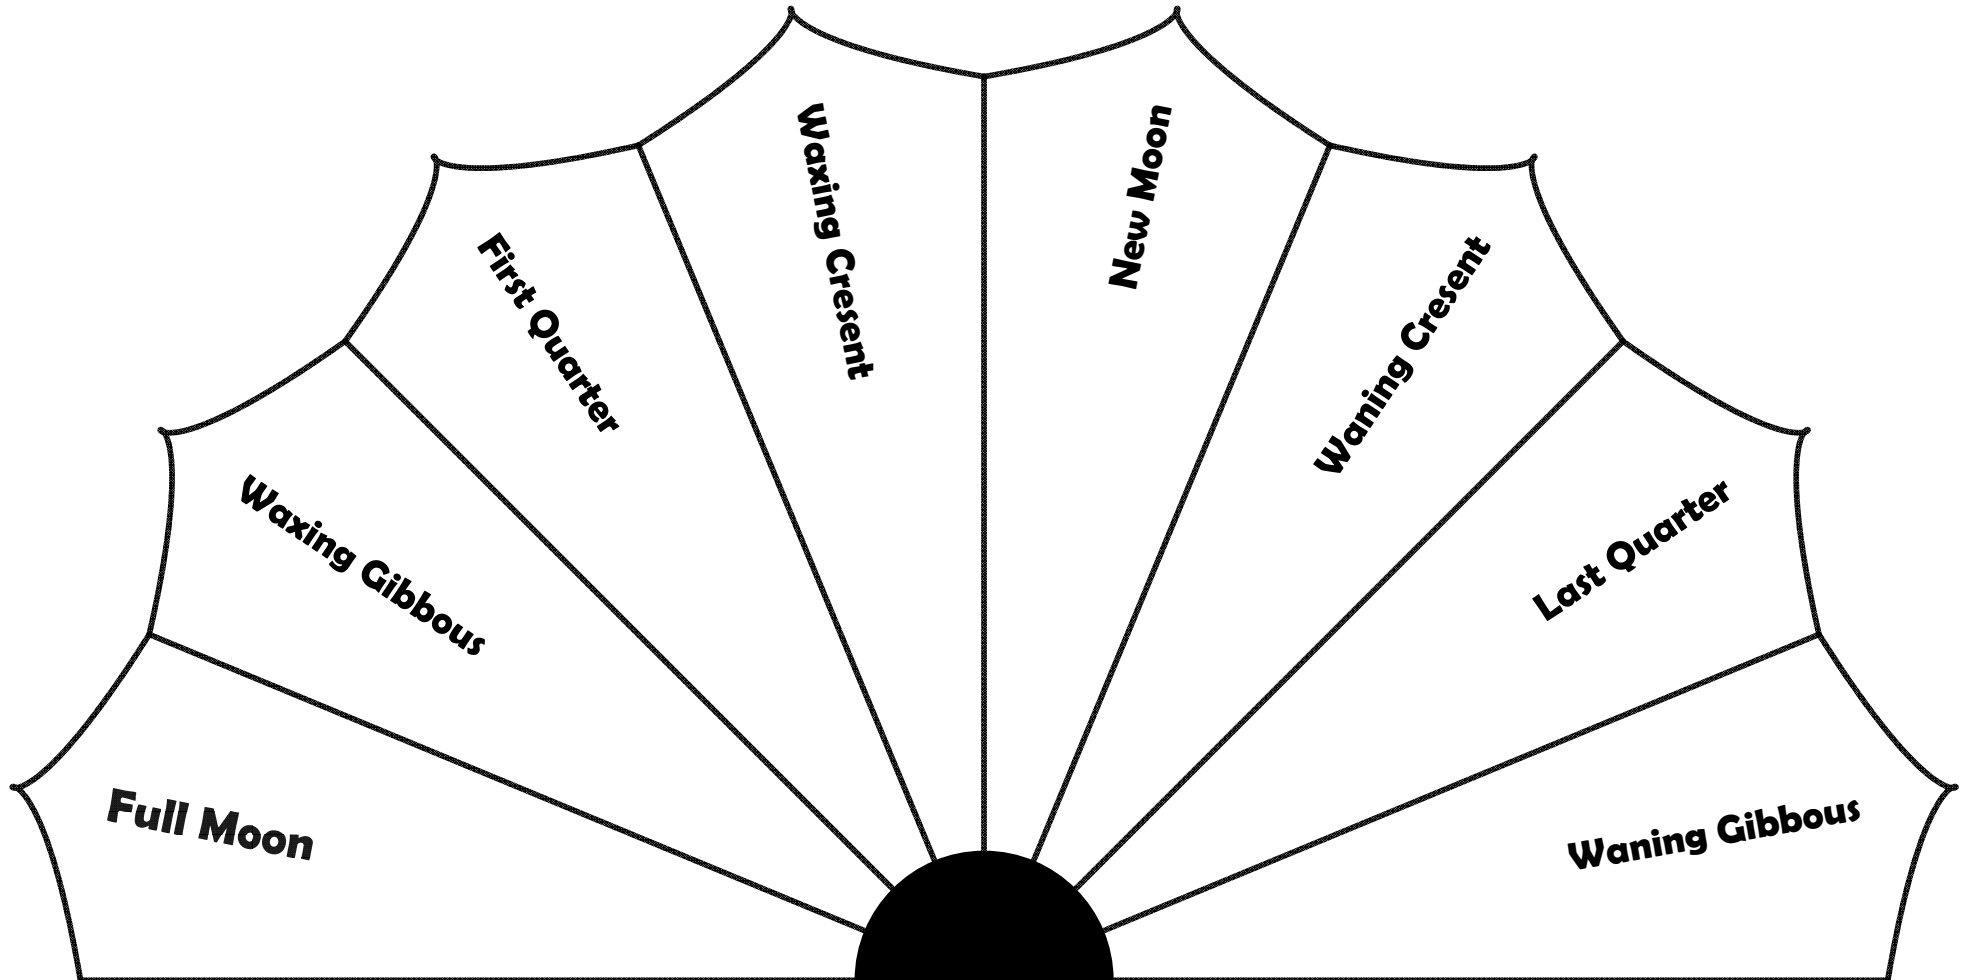 Full Moon
Waxing Gibbous
First Quarter
Waxing Cresent
New Moon
Waning Cresent
Last Quarter
Waning Gibbous